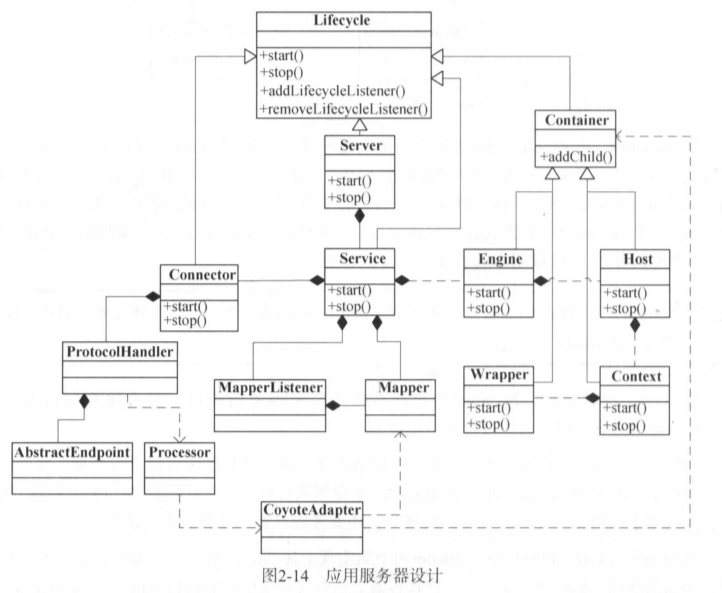 Lifecycle
+start()
+stop()
+addLifecycleListener()
+removeLifecycleListener()
Container
+addChild()
Server
+start()
+stop()
Connector
+start()
+stop()
Service
+start()
+stop()
Engine
+start()
+stop()
Host
+start()
+stop()
ProtocolHandler
MapperListener
Mapper
Wrapper
+start()
+stop()
Context
+start()
+stop()
AbstractEndpoint
Processor
CoyoteAdapter
图2-14 应用服务器设计